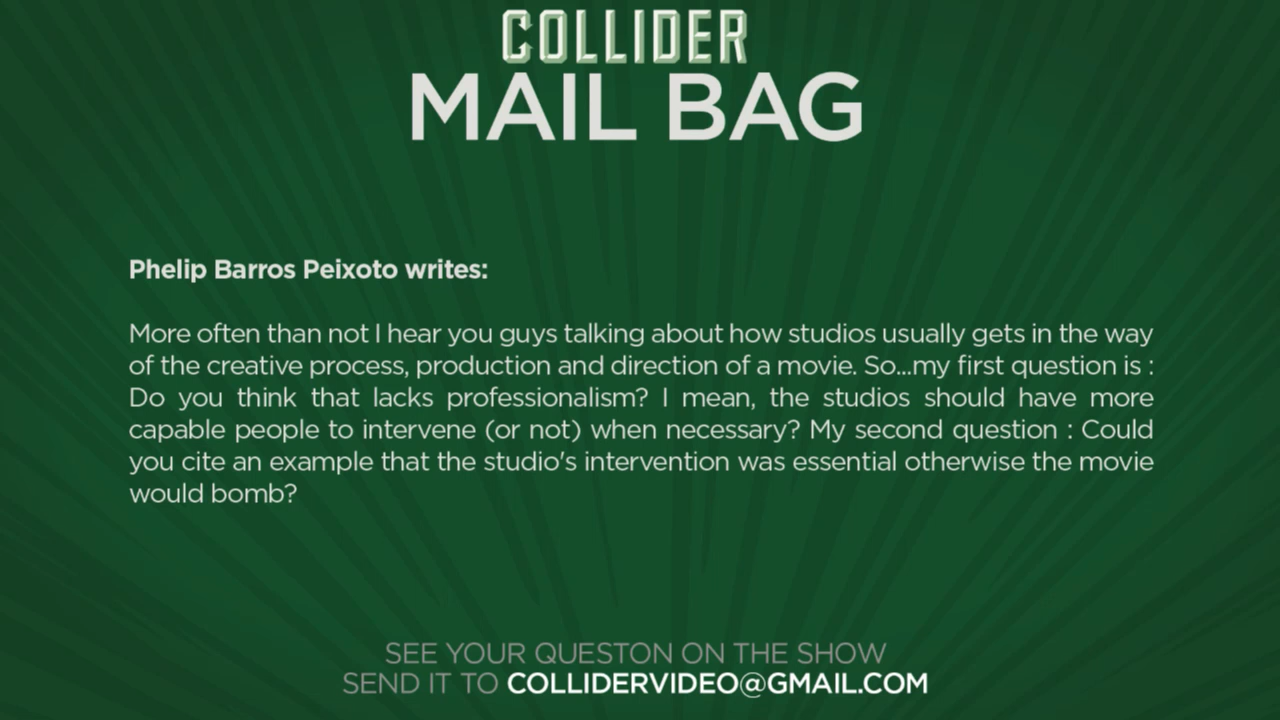 COLLIDER
MAIL BAG
Phelip Barros Peixoto writes:
More often than not I hear you guys talking about how studios usually gets in the way
of the creative process, production and direction of a movie. So...my first question is :
Do you think that lacks professionalism? I mean, the studios should have more
capable people to intervene (or not) when necessary? My second question : Could
you cite an example that the studio's intervention was essential otherwise the movie
would bomb?
SEE YOUR QUESTON ON THE SHOW
SEND IT TO COLLIDERVIDEO@GMAIL.COM